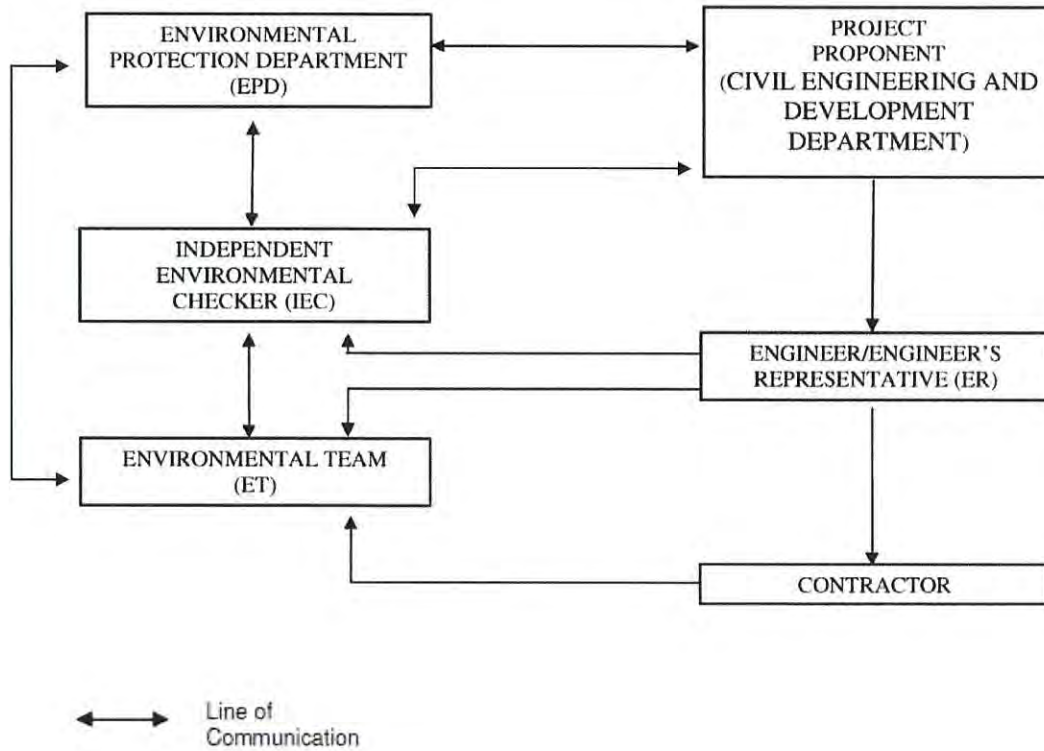 ENVIRONMENTAL
PROTECTION DEPARTMENT
(EPD)
PROJECT
PROPONENT
(CIVIL ENGINEERING AND
DEVELOPMENT
DEPARTMENT)
INDEPENDENT
ENVIRONMENTAL
CHECKER (IEC)
ENGINEER/ENGINEER'S
REPRESENTATIVE (ER)
ENVIRONMENTAL TEAM
(ET)
CONTRACTOR
Line of
Communication